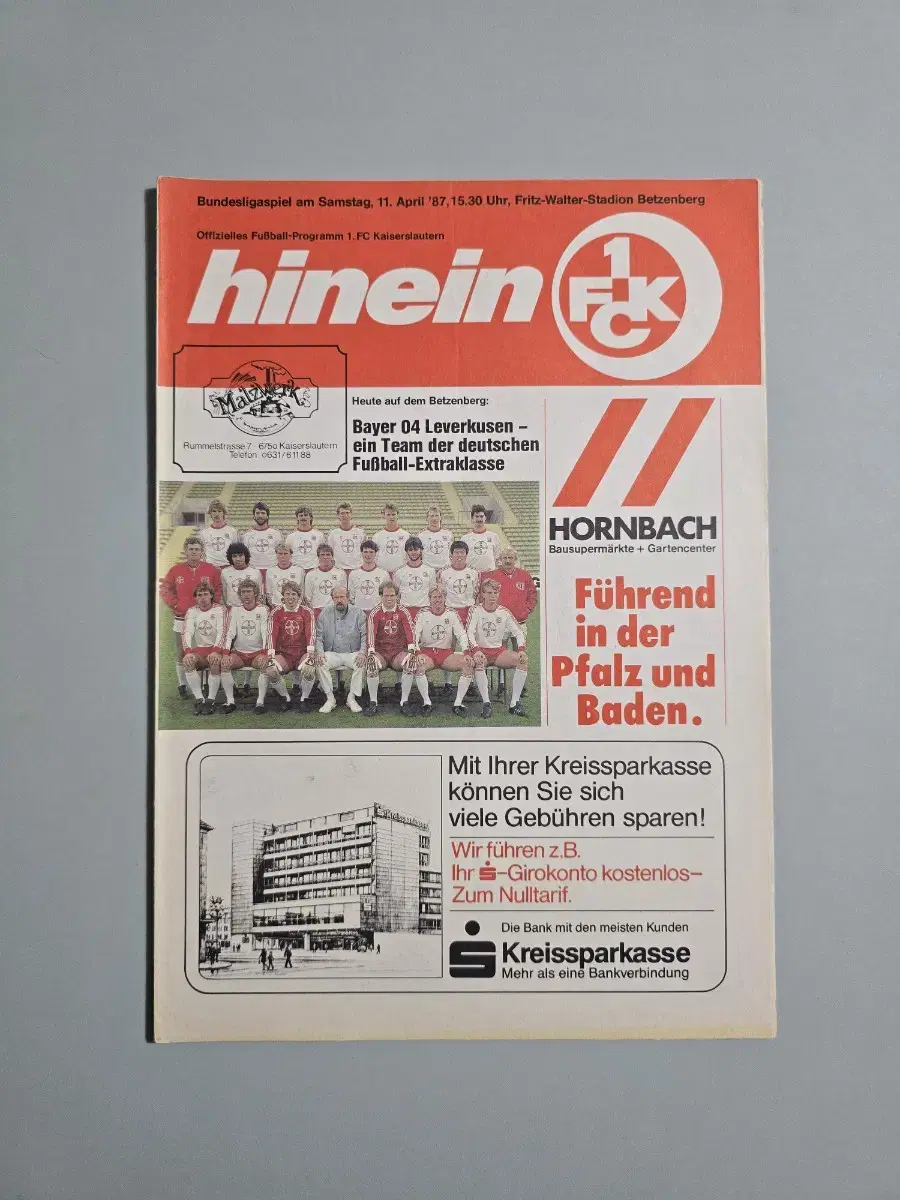 Bundesligaspiel am Samstag, 11. April '87, 15.30 Uhr, Fritz-Walter-Stadion Betzenberg
Offizielles Fußball-Programm 1. FC Kaiserslautern
hinein
1
FCK
Malzwerk
Rummelstrasse 7 · 6750 Kaiserslautern
Telefon 0631/61188
Heute auf dem Betzenberg:
Bayer 04 Leverkusen –
ein Team der deutschen
Fußball-Extraklasse
HORNBACH
Bausupermärkte + Gartencenter
Führend
in der
Pfalz und
Baden.
Mit Ihrer Kreissparkasse
können Sie sich
viele Gebühren sparen!
Wir führen z.B.
Ihr S-Girokonto kostenlos–
Zum Nulltarif.
Die Bank mit den meisten Kunden
Kreissparkasse
Mehr als eine Bankverbindung